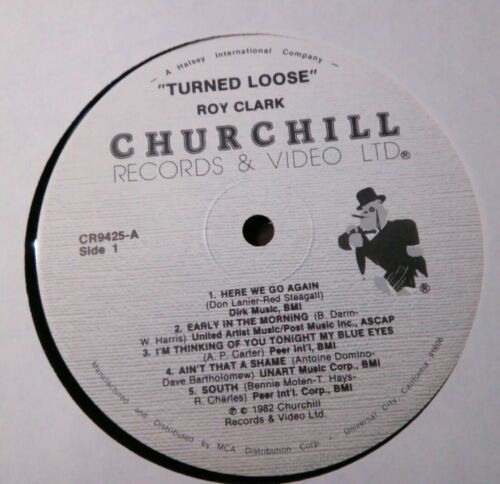 - A Halsey International Company -
"TURNED LOOSE"
ROY CLARK
CHURCHILL
RECORDS & VIDEO LTD®
CR9425-A
Side 1
®
1. HERE WE GO AGAIN
(Don Lanier-Red Steagall)
Dirk Music, BMI
2. EARLY IN THE MORNING (B. Darin-
W. Harris) United Artist Music/Post Music Inc., ASCAP
3. I'M THINKING OF YOU TONIGHT MY BLUE EYES
(A. P. Carter) Peer Int'l, BMI
4. AIN'T THAT A SHAME (Antoine Domino-
Dave Bartholomew) UNART Music Corp., BMI
5. SOUTH (Bennie Moten-T. Hays-
R. Charles) Peer Int'l. Corp., BMI
℗ © 1982 Churchill
Records & Video Ltd.
Manufactured and Distributed by MCA Distribution Corp. • Universal City, California 91608